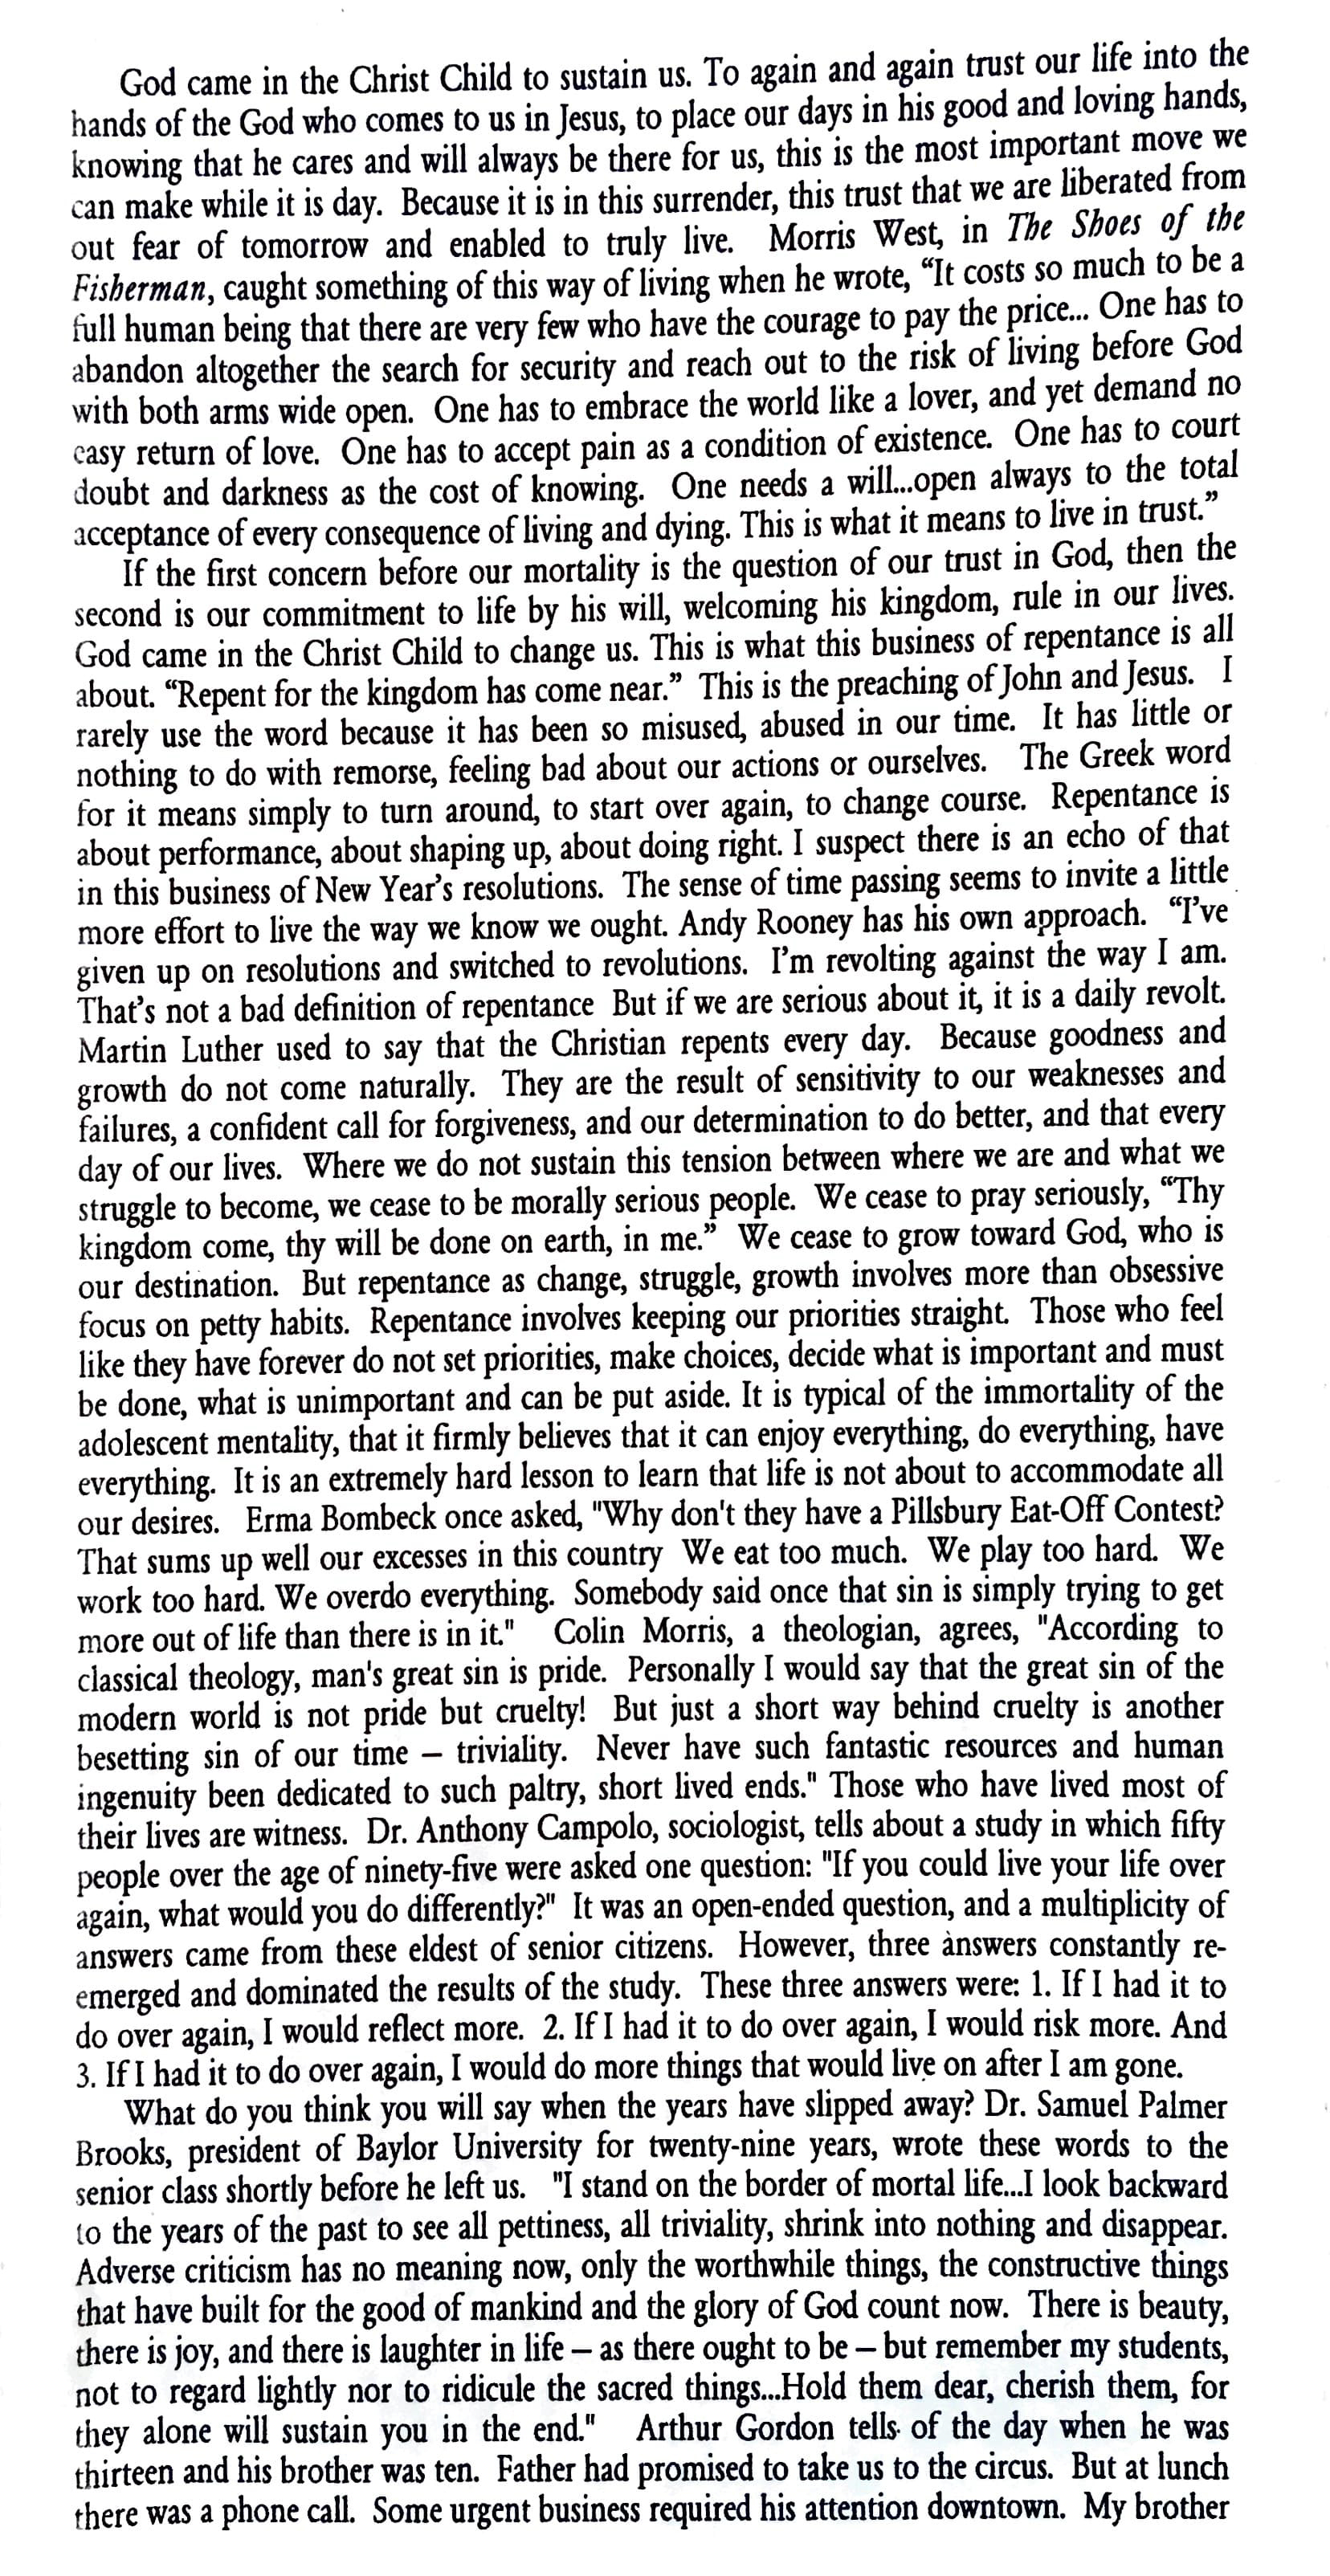 God came in the Christ Child to sustain us. To again and again trust our life into the
hands of the God who comes to us in Jesus, to place our days in his good and loving hands,
knowing that he cares and will always be there for us, this is the most important move we
can make while it is day. Because it is in this surrender, this trust that we are liberated from
out fear of tomorrow and enabled to truly live. Morris West, in The Shoes of the
Fisherman, caught something of this way of living when he wrote, “It costs so much to be a
full human being that there are very few who have the courage to pay the price... One has to
abandon altogether the search for security and reach out to the risk of living before God
with both arms wide open. One has to embrace the world like a lover, and yet demand no
easy return of love. One has to accept pain as a condition of existence. One has to court
doubt and darkness as the cost of knowing. One needs a will...open always to the total
acceptance of every consequence of living and dying. This is what it means to live in trust.”
If the first concern before our mortality is the question of our trust in God, then the
second is our commitment to life by his will, welcoming his kingdom, rule in our lives.
God came in the Christ Child to change us. This is what this business of repentance is all
about. “Repent for the kingdom has come near.” This is the preaching of John and Jesus. I
rarely use the word because it has been so misused, abused in our time. It has little or
nothing to do with remorse, feeling bad about our actions or ourselves. The Greek word
for it means simply to turn around, to start over again, to change course. Repentance is
about performance, about shaping up, about doing right. I suspect there is an echo of that
in this business of New Year’s resolutions. The sense of time passing seems to invite a little
more effort to live the way we know we ought. Andy Rooney has his own approach. “I’ve
given up on resolutions and switched to revolutions. I’m revolting against the way I am.
That’s not a bad definition of repentance But if we are serious about it, it is a daily revolt.
Martin Luther used to say that the Christian repents every day. Because goodness and
growth do not come naturally. They are the result of sensitivity to our weaknesses and
failures, a confident call for forgiveness, and our determination to do better, and that every
day of our lives. Where we do not sustain this tension between where we are and what we
struggle to become, we cease to be morally serious people. We cease to pray seriously, “Thy
kingdom come, thy will be done on earth, in me.” We cease to grow toward God, who is
our destination. But repentance as change, struggle, growth involves more than obsessive
focus on petty habits. Repentance involves keeping our priorities straight. Those who feel
like they have forever do not set priorities, make choices, decide what is important and must
be done, what is unimportant and can be put aside. It is typical of the immortality of the
adolescent mentality, that it firmly believes that it can enjoy everything, do everything, have
everything. It is an extremely hard lesson to learn that life is not about to accommodate all
our desires. Erma Bombeck once asked, "Why don't they have a Pillsbury Eat-Off Contest?
That sums up well our excesses in this country We eat too much. We play too hard. We
work too hard. We overdo everything. Somebody said once that sin is simply trying to get
more out of life than there is in it." Colin Morris, a theologian, agrees, "According to
classical theology, man's great sin is pride. Personally I would say that the great sin of the
modern world is not pride but cruelty! But just a short way behind cruelty is another
besetting sin of our time – triviality. Never have such fantastic resources and human
ingenuity been dedicated to such paltry, short lived ends." Those who have lived most of
their lives are witness. Dr. Anthony Campolo, sociologist, tells about a study in which fifty
people over the age of ninety-five were asked one question: "If you could live your life over
again, what would you do differently?" It was an open-ended question, and a multiplicity of
answers came from these eldest of senior citizens. However, three answers constantly re-
emerged and dominated the results of the study. These three answers were: 1. If I had it to
do over again, I would reflect more. 2. If I had it to do over again, I would risk more. And
3. If I had it to do over again, I would do more things that would live on after I am gone.
What do you think you will say when the years have slipped away? Dr. Samuel Palmer
Brooks, president of Baylor University for twenty-nine years, wrote these words to the
senior class shortly before he left us. "I stand on the border of mortal life...I look backward
to the years of the past to see all pettiness, all triviality, shrink into nothing and disappear.
Adverse criticism has no meaning now, only the worthwhile things, the constructive things
that have built for the good of mankind and the glory of God count now. There is beauty,
there is joy, and there is laughter in life – as there ought to be – but remember my students,
not to regard lightly nor to ridicule the sacred things...Hold them dear, cherish them, for
they alone will sustain you in the end." Arthur Gordon tells of the day when he was
thirteen and his brother was ten. Father had promised to take us to the circus. But at lunch
there was a phone call. Some urgent business required his attention downtown. My brother